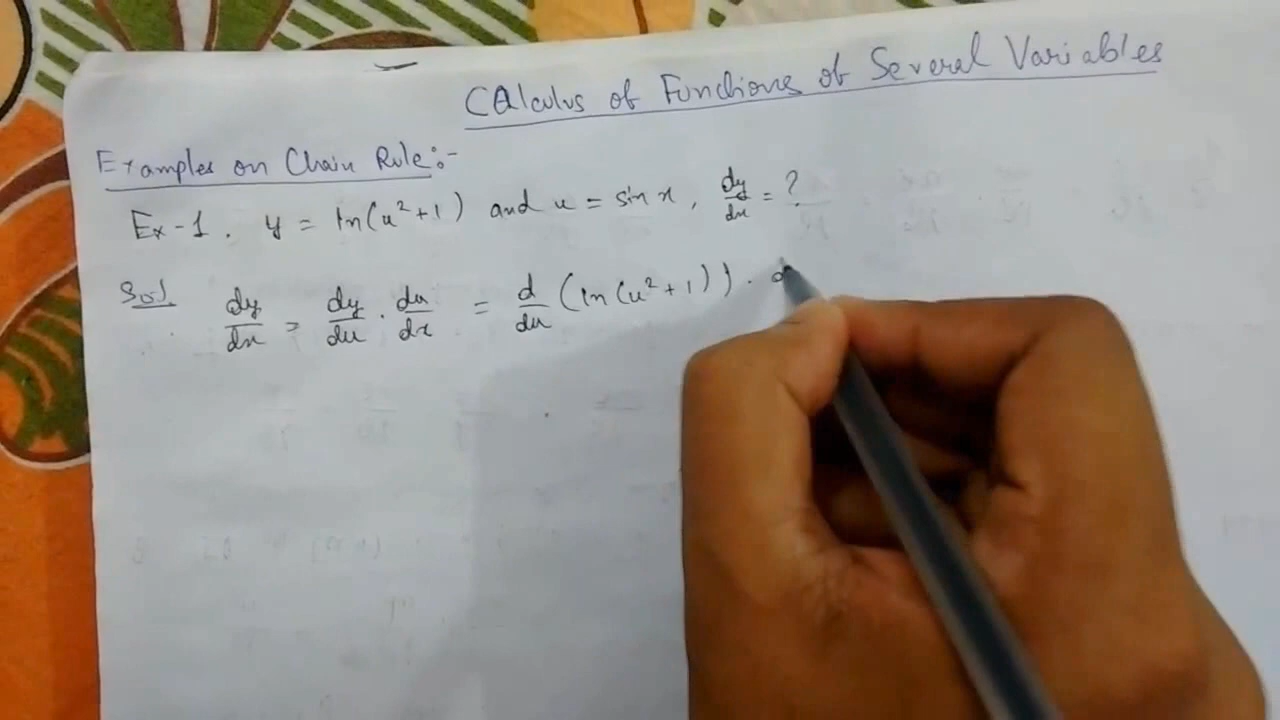 CAlculus of Functions of Several Variables
Examples on Chain Rule:-
Ex-1. y = ln(u²+1) and u = sin x, dy/dx = ?
Sol dy/dx = dy/du . du/dx = d/du (ln(u²+1)) . d